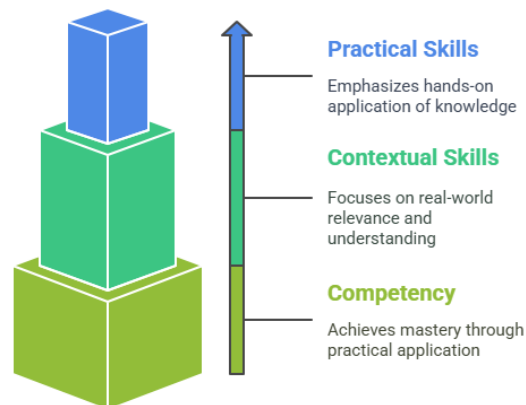 Practical Skills
Emphasizes hands-on
application of knowledge
Contextual Skills
Focuses on real-world
relevance and
understanding
Competency
Achieves mastery through
practical application